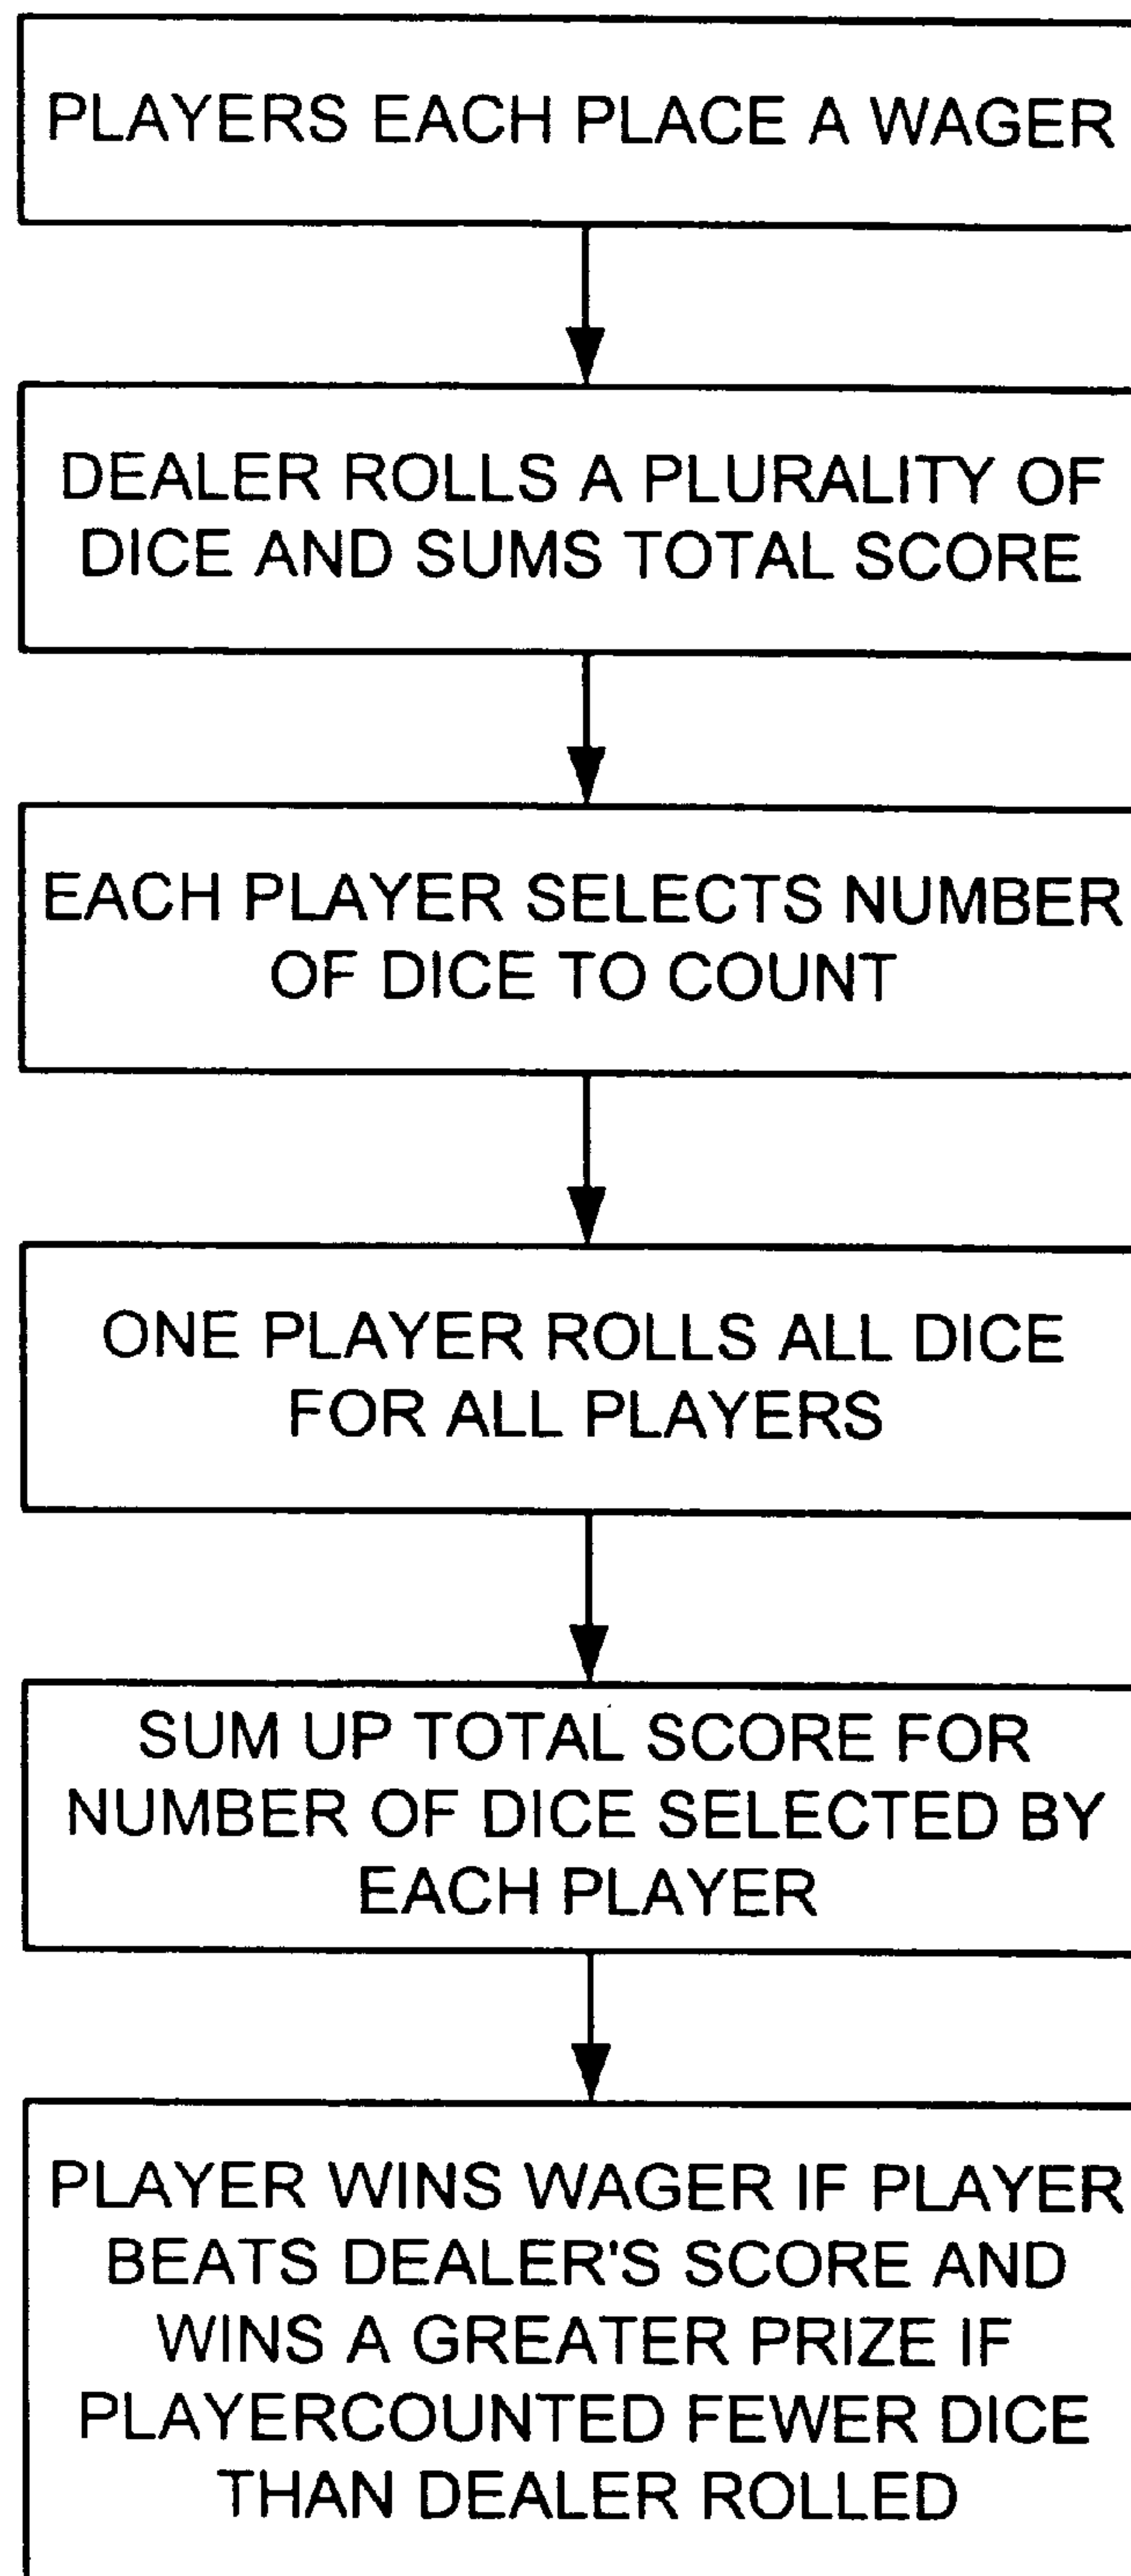 PLAYERS EACH PLACE A WAGER
DEALER ROLLS A PLURALITY OF
DICE AND SUMS TOTAL SCORE
EACH PLAYER SELECTS NUMBER
OF DICE TO COUNT
ONE PLAYER ROLLS ALL DICE
FOR ALL PLAYERS
SUM UP TOTAL SCORE FOR
NUMBER OF DICE SELECTED BY
EACH PLAYER
PLAYER WINS WAGER IF PLAYER
BEATS DEALER'S SCORE AND
WINS A GREATER PRIZE IF
PLAYERCOUNTED FEWER DICE
THAN DEALER ROLLED